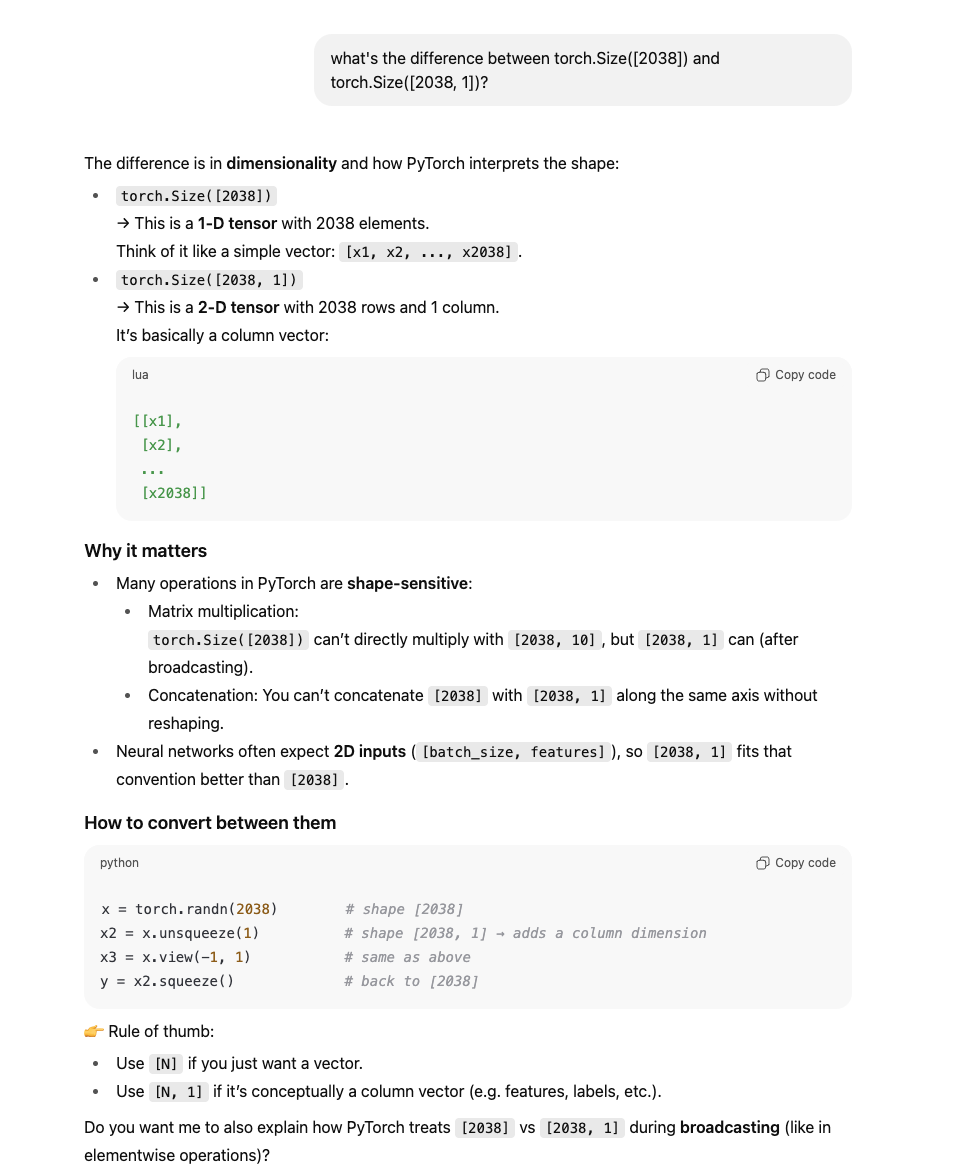 what's the difference between torch.Size([2038]) and
torch.Size([2038, 1])?
The difference is in dimensionality and how PyTorch interprets the shape:
• torch.Size([2038])
→ This is a 1-D tensor with 2038 elements.
Think of it like a simple vector: [x1, x2, ..., x2038].
• torch.Size([2038, 1])
→ This is a 2-D tensor with 2038 rows and 1 column.
It’s basically a column vector:
lua Copy code
[[x1],
 [x2],
 ...
 [x2038]]
Why it matters
• Many operations in PyTorch are shape-sensitive:
• Matrix multiplication:
torch.Size([2038]) can’t directly multiply with [2038, 10], but [2038, 1] can (after
broadcasting).
• Concatenation: You can’t concatenate [2038] with [2038, 1] along the same axis without
reshaping.
• Neural networks often expect 2D inputs ( [batch_size, features] ), so [2038, 1] fits that
convention better than [2038].
How to convert between them
python Copy code
x = torch.randn(2038) # shape [2038]
x2 = x.unsqueeze(1) # shape [2038, 1] → adds a column dimension
x3 = x.view(-1, 1) # same as above
y = x2.squeeze() # back to [2038]
👉 Rule of thumb:
• Use [N] if you just want a vector.
• Use [N, 1] if it’s conceptually a column vector (e.g. features, labels, etc.).
Do you want me to also explain how PyTorch treats [2038] vs [2038, 1] during broadcasting (like in
elementwise operations)?